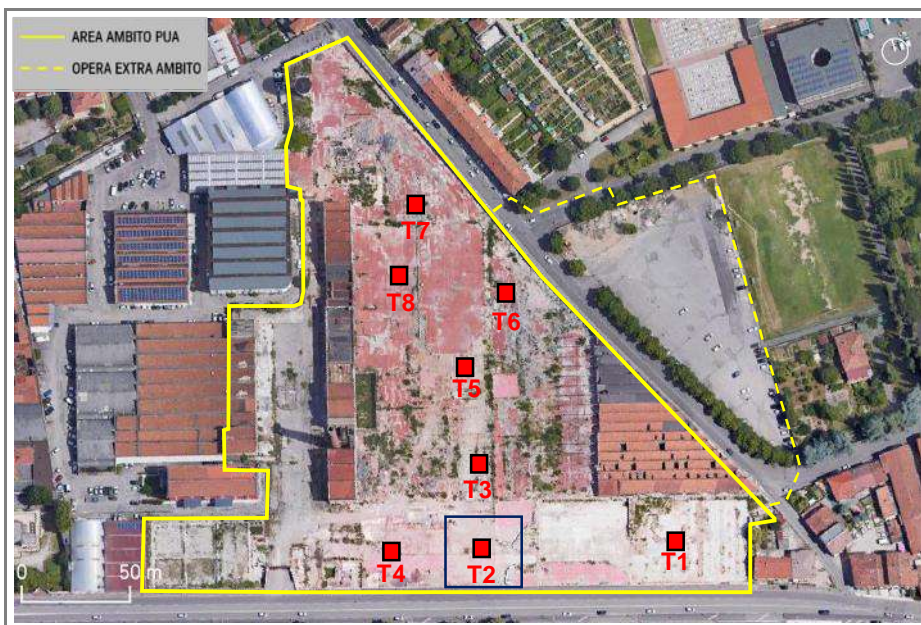 AREA AMBITO PUA
OPERA EXTRA AMBITO
T7
T8
T6
T5
T3
T4
T2
T1
0 50 m